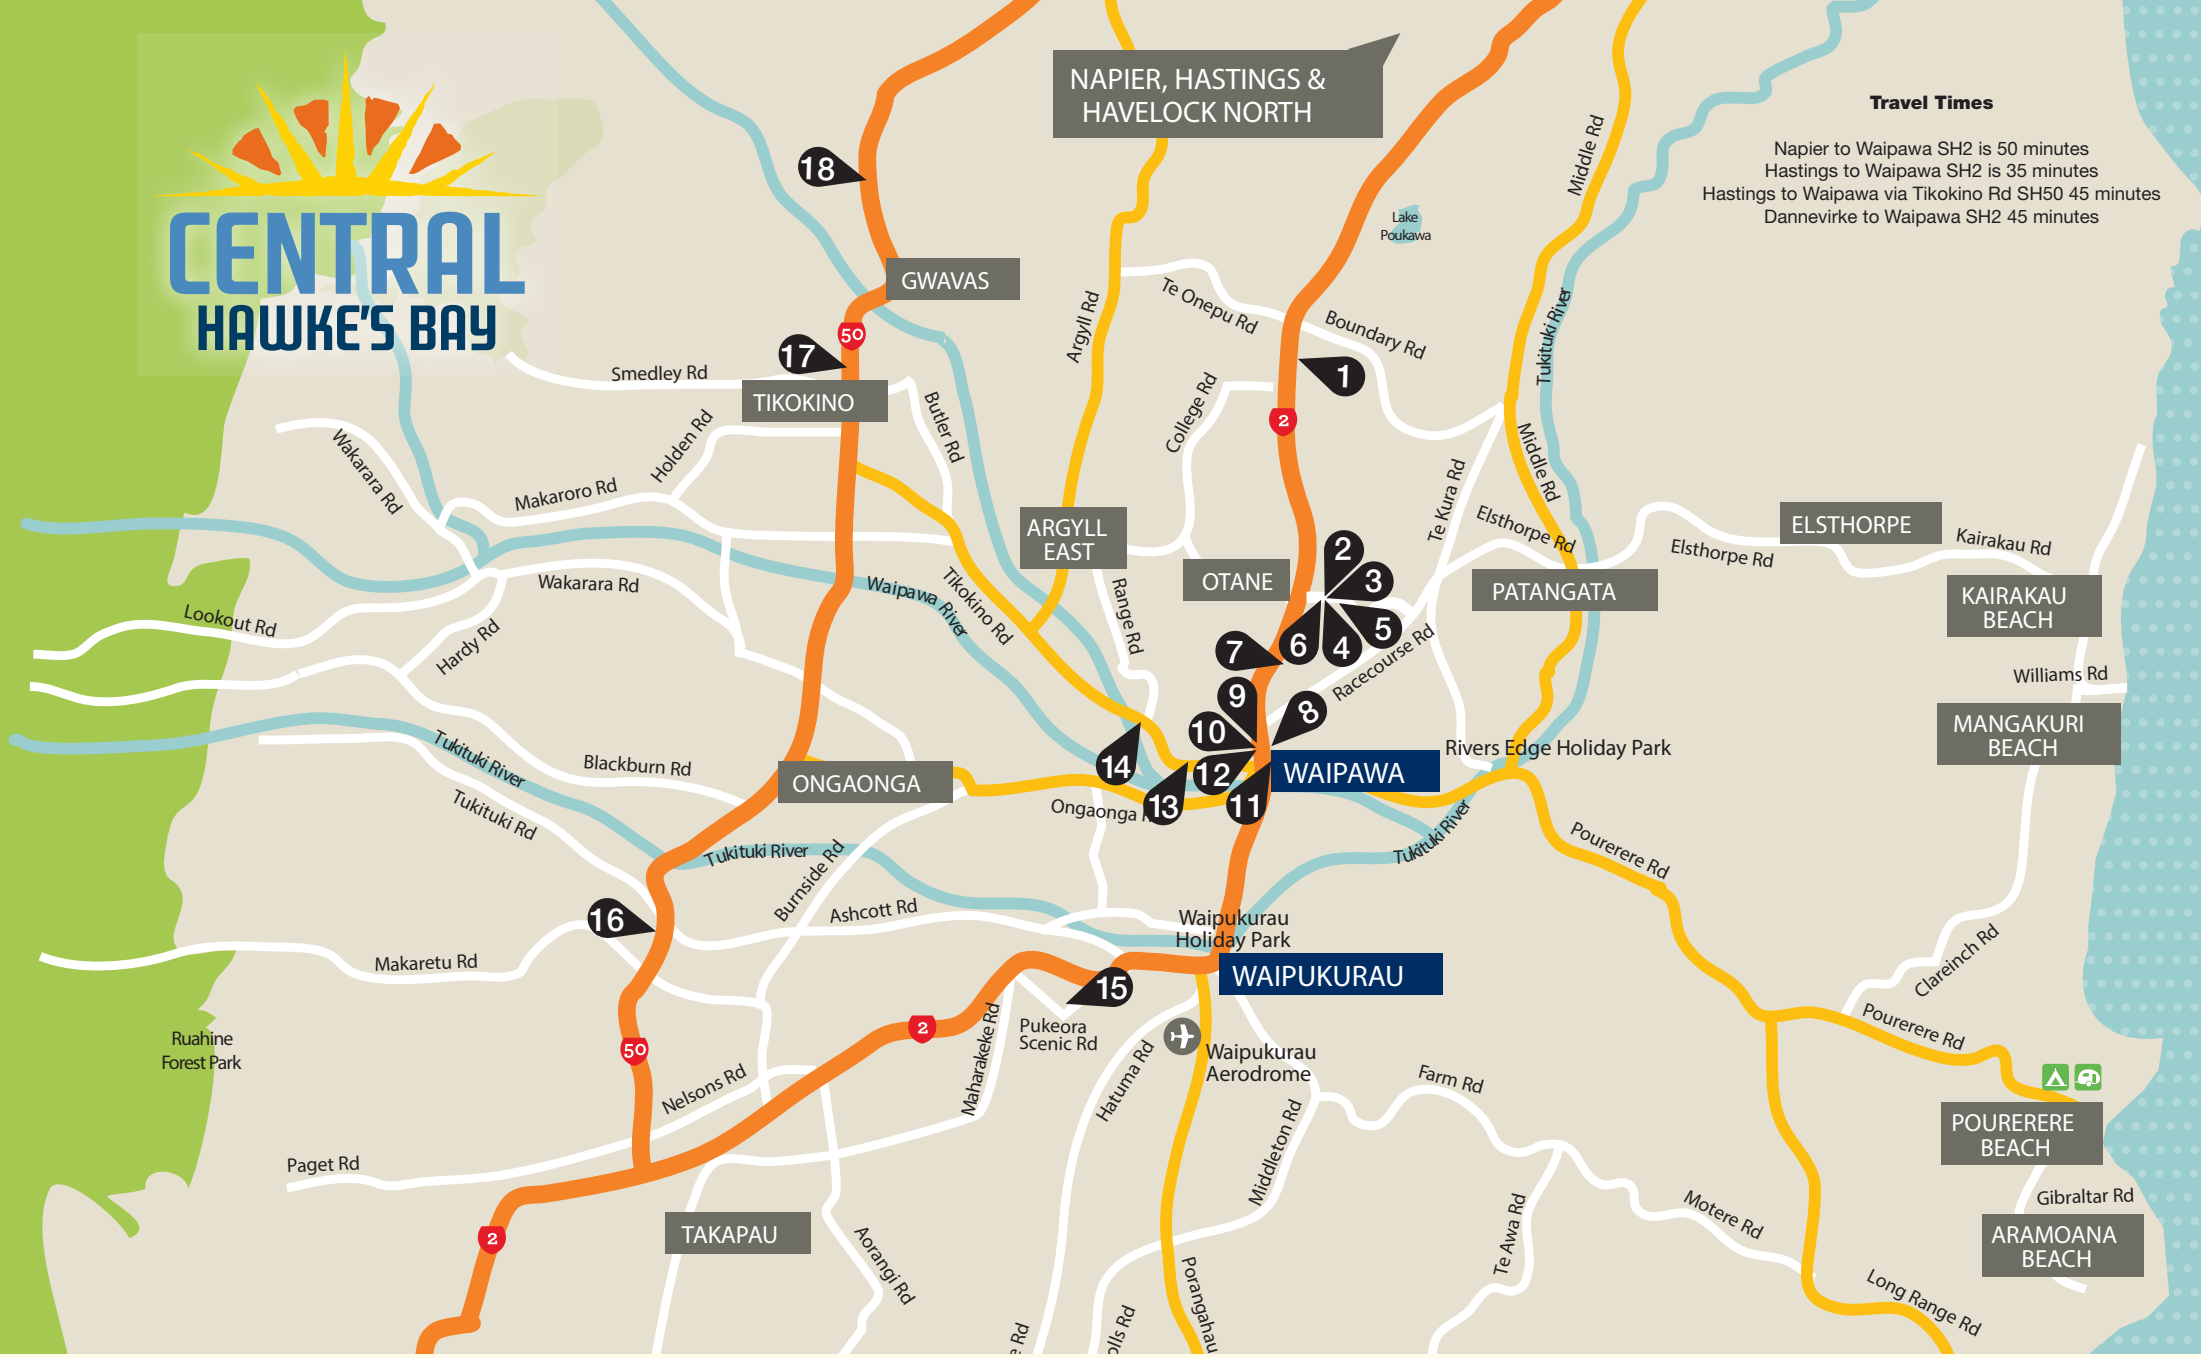 CENTRAL
HAWKE'S BAY
NAPIER, HASTINGS &
HAVELOCK NORTH
Travel Times
Napier to Waipawa SH2 is 50 minutes
Hastings to Waipawa SH2 is 35 minutes
Hastings to Waipawa via Tikokino Rd SH50 45 minutes
Dannevirke to Waipawa SH2 45 minutes
Middle Rd
18
Lake
Poukawa
GWAVAS
Te Onepu Rd
Boundary Rd
Argyll Rd
Tukituki River
50
17
Smedley Rd
TIKOKINO
1
2
College Rd
Butler Rd
Holden Rd
Wakarara Rd
Makaroro Rd
Middle Rd
Te Kura Rd
Elsthorpe Rd
ARGYLL
EAST
ELSTHORPE
Elsthorpe Rd
Kairakau Rd
OTANE
2
3
4
5
6
PATANGATA
KAIRAKAU
BEACH
Wakarara Rd
Waipawa River
Tikokino Rd
Range Rd
Lookout Rd
Hardy Rd
7
Racecourse Rd
Williams Rd
9
8
10
MANGAKURI
BEACH
Tukituki River
Blackburn Rd
ONGAONGA
14
12
13
11
WAIPAWA
Rivers Edge Holiday Park
Ongaonga
Tukituki Rd
Tukituki River
Burnside Rd
Tukituki River
Pourerere Rd
16
Ashcott Rd
Waipukurau
Holiday Park
Makaretu Rd
WAIPUKURAU
15
Clareinch Rd
Pourerere Rd
Ruahine
Forest Park
50
2
Maharakeke Rd
Pukeora
Scenic Rd
Hatuma Rd
Waipukurau
Aerodrome
Nelsons Rd
Farm Rd
Middleton Rd
POURERERE
BEACH
Paget Rd
Gibraltar Rd
Te Awa Rd
Motere Rd
TAKAPAU
2
Aorangi Rd
ARAMOANA
BEACH
Porangahau
Long Range Rd
e Rd
olls Rd